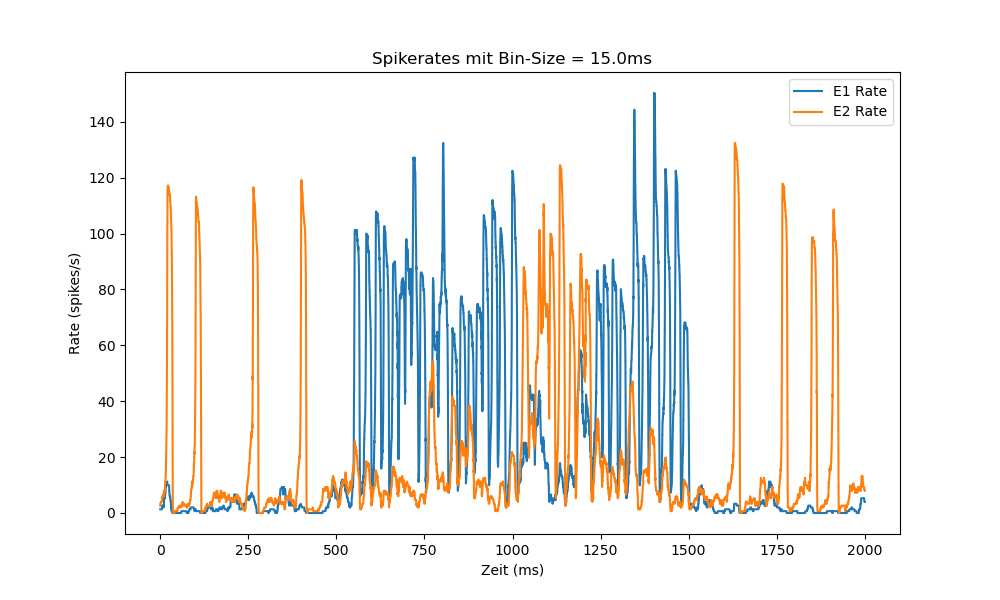 Spikerates mit Bin-Size = 15.0ms
E1 Rate
E2 Rate
140
120
100
80
60
40
20
0
Rate (spikes/s)
0 250 500 750 1000 1250 1500 1750 2000
Zeit (ms)